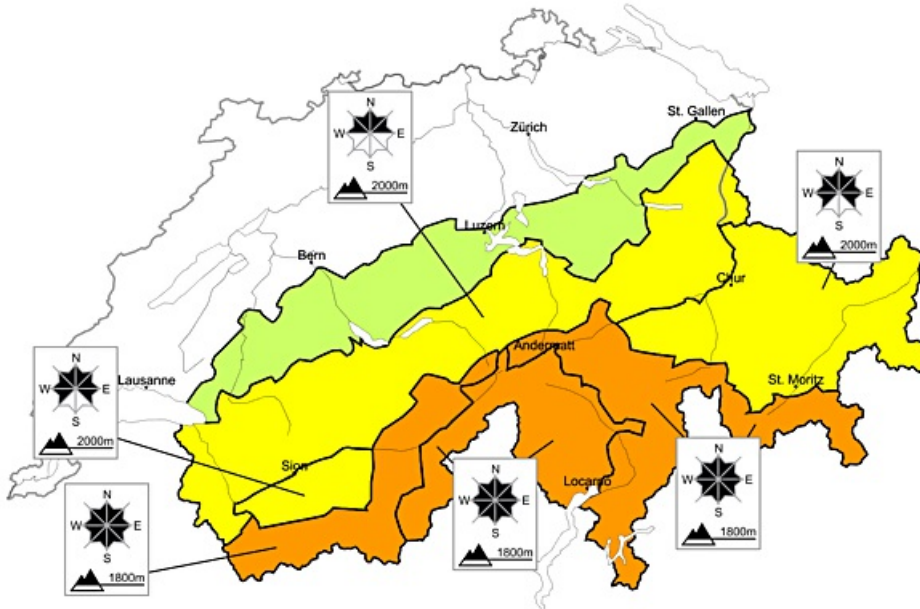 N
W E
S
2000m
St. Gallen
Zürich
N
W E
S
2000m
Luzern
Bern
Chur
Andermatt
N
W E
S
2000m
Lausanne
St. Moritz
Sion
Locarno
N
W E
S
1800m
N
W E
S
1800m
N
W E
S
1800m